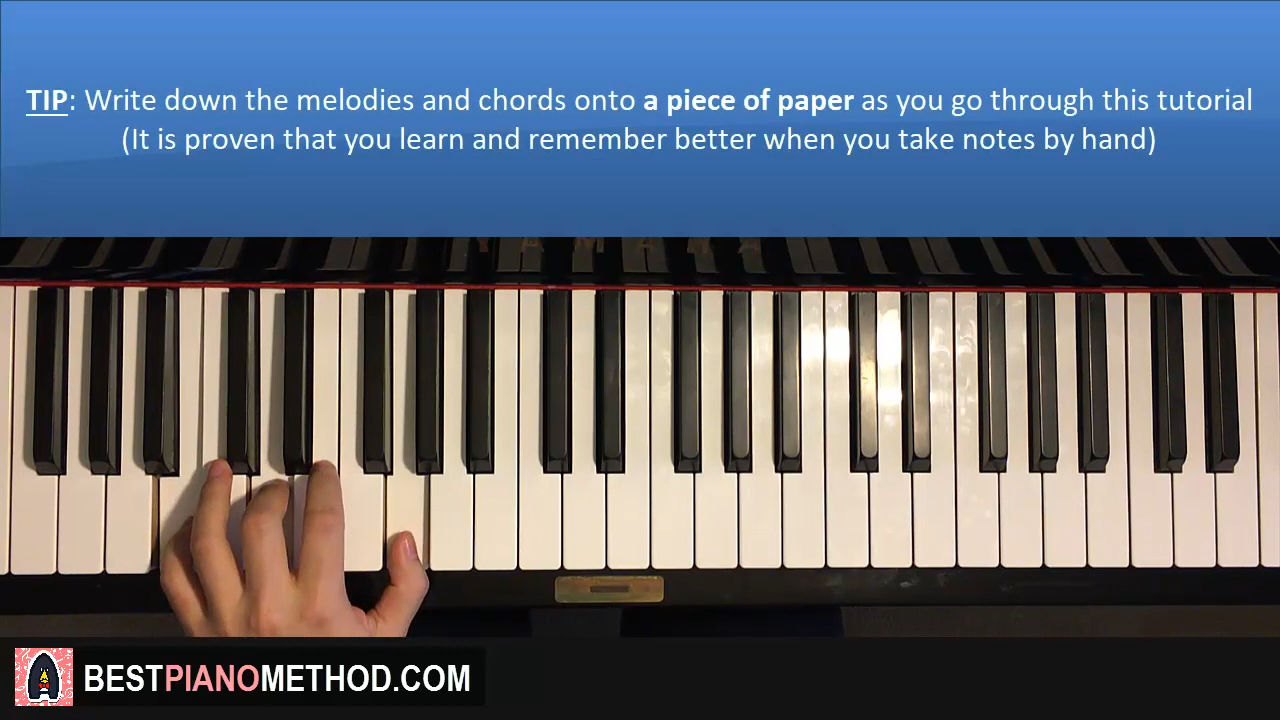 TIP: Write down the melodies and chords onto a piece of paper as you go through this tutorial
(It is proven that you learn and remember better when you take notes by hand)
BESTPIANOMETHOD.COM